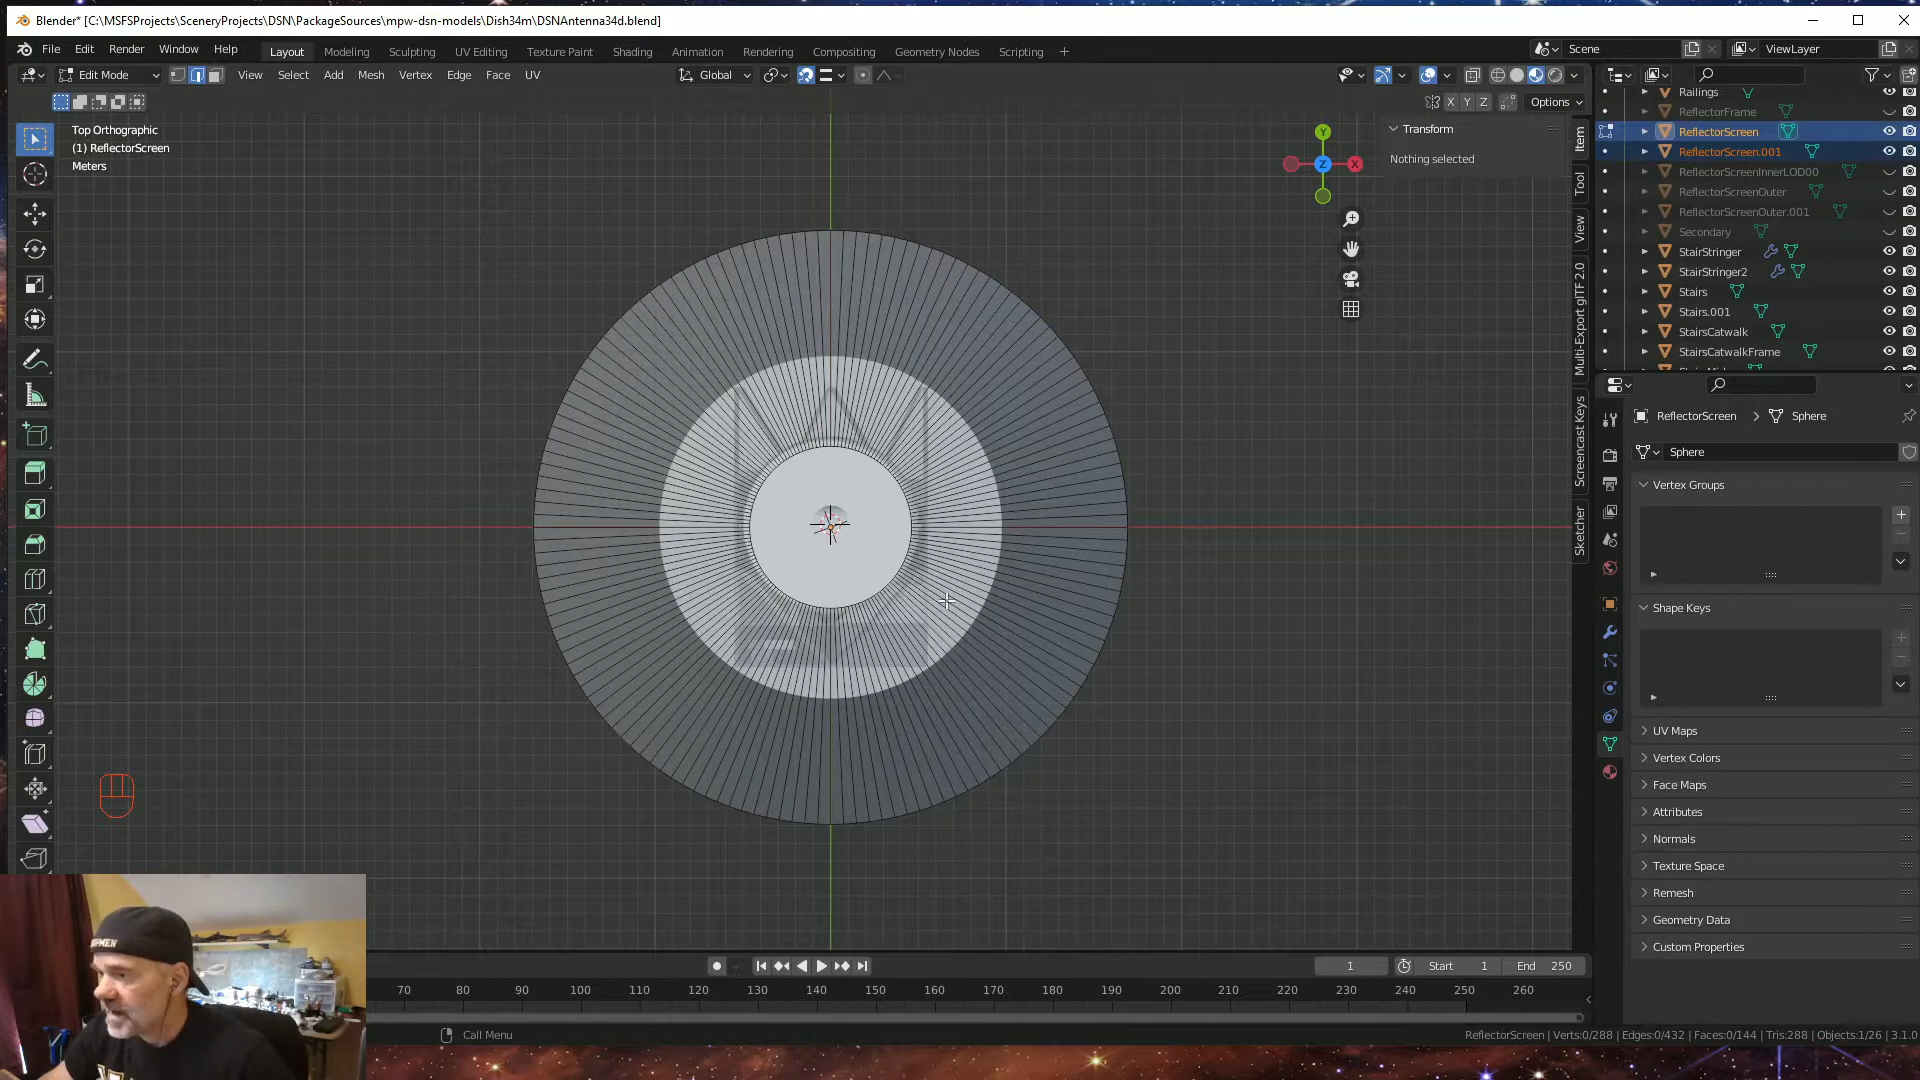 Blender* [C:\MSFSProjects\SceneryProjects\DSN\PackageSources\mpw-dsn-models\Dish34m\DSNAntenna34d.blend]
File Edit Render Window Help Layout Modeling Sculpting UV Editing Texture Paint Shading Animation Rendering Compositing Geometry Nodes Scripting + Scene ViewLayer
Edit Mode View Select Add Mesh Vertex Edge Face UV Global
X Y Z Options
Top Orthographic
(1) ReflectorScreen
Meters
Y
X
Z
Transform
Nothing selected
Item
Tool
View
Multi-Export glTF 2.0
Screencast Keys
Sketcher
Railings
ReflectorFrame
ReflectorScreen
ReflectorScreen.001
ReflectorScreenInnerLOD00
ReflectorScreenOuter
ReflectorScreenOuter.001
Secondary
StairStringer
StairStringer2
Stairs
Stairs.001
StairsCatwalk
StairsCatwalkFrame
ReflectorScreen > Sphere
Sphere
Vertex Groups
Shape Keys
UV Maps
Vertex Colors
Face Maps
Attributes
Normals
Texture Space
Remesh
Geometry Data
Custom Properties
1 Start 1 End 250
70 80 90 100 110 120 130 140 150 160 170 180 190 200 210 220 230 240 250 260
Call Menu
ReflectorScreen | Verts:0/288 | Edges:0/432 | Faces:0/144 | Tris:288 | Objects:1/26 | 3.1.0